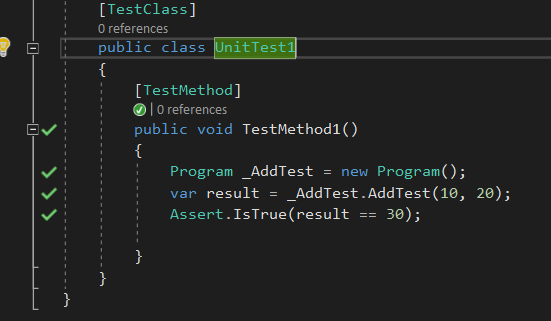 [TestClass]
0 references
public class UnitTest1
{
[TestMethod]
| 0 references
public void TestMethod1()
{
Program _AddTest = new Program();
var result = _AddTest.AddTest(10, 20);
Assert.IsTrue(result == 30);
}
}
}